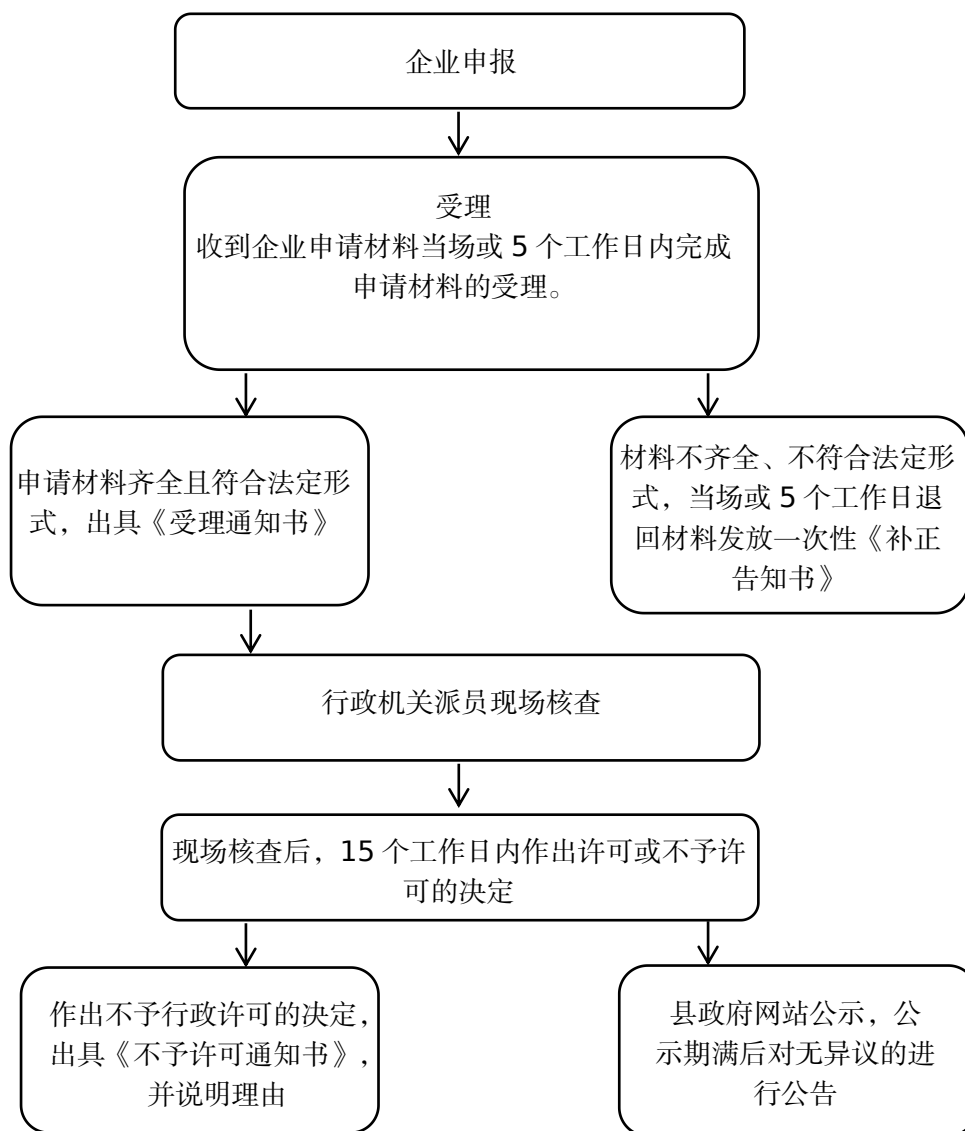 企业申报
受理
收到企业申请材料当场或 5 个工作日内完成
申请材料的受理。
申请材料齐全且符合法定形
式，出具《受理通知书》
材料不齐全、不符合法定形
式，当场或 5 个工作日退
回材料发放一次性《补正
告知书》
行政机关派员现场核查
现场核查后，15 个工作日内作出许可或不予许
可的决定
作出不予行政许可的决定，
出具《不予许可通知书》，
并说明理由
县政府网站公示，公
示期满后对无异议的进
行公告